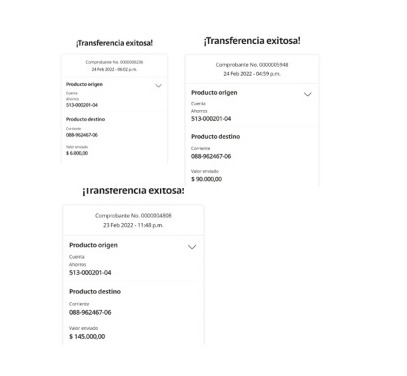 ¡Transferencia exitosa!
Comprobante No. 0000009236
24 Feb 2022 - 06:02 p.m.
Producto origen
Cuenta
Ahorros
513-000201-04
Producto destino
Corriente
088-962467-06
Valor enviado
$ 6.800,00
¡Transferencia exitosa!
Comprobante No. 0000005948
24 Feb 2022 - 04:59 p.m.
Producto origen
Cuenta
Ahorros
513-000201-04
Producto destino
Corriente
088-962467-06
Valor enviado
$ 90.000,00
¡Transferencia exitosa!
Comprobante No. 0000004808
23 Feb 2022 - 11:48 p.m.
Producto origen
Cuenta
Ahorros
513-000201-04
Producto destino
Corriente
088-962467-06
Valor enviado
$ 145.000,00